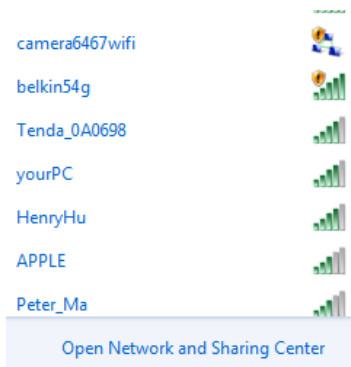 camera6467wifi
belkin54g
Tenda_0A0698
yourPC
HenryHu
APPLE
Peter_Ma
Open Network and Sharing Center